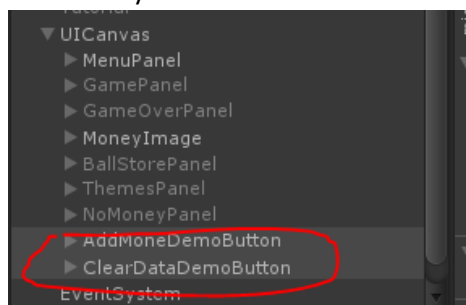 UICanvas
MenuPanel
GamePanel
GameOverPanel
MoneyImage
BallStorePanel
ThemesPanel
NoMoneyPanel
AddMoneDemoButton
ClearDataDemoButton
EventSystem